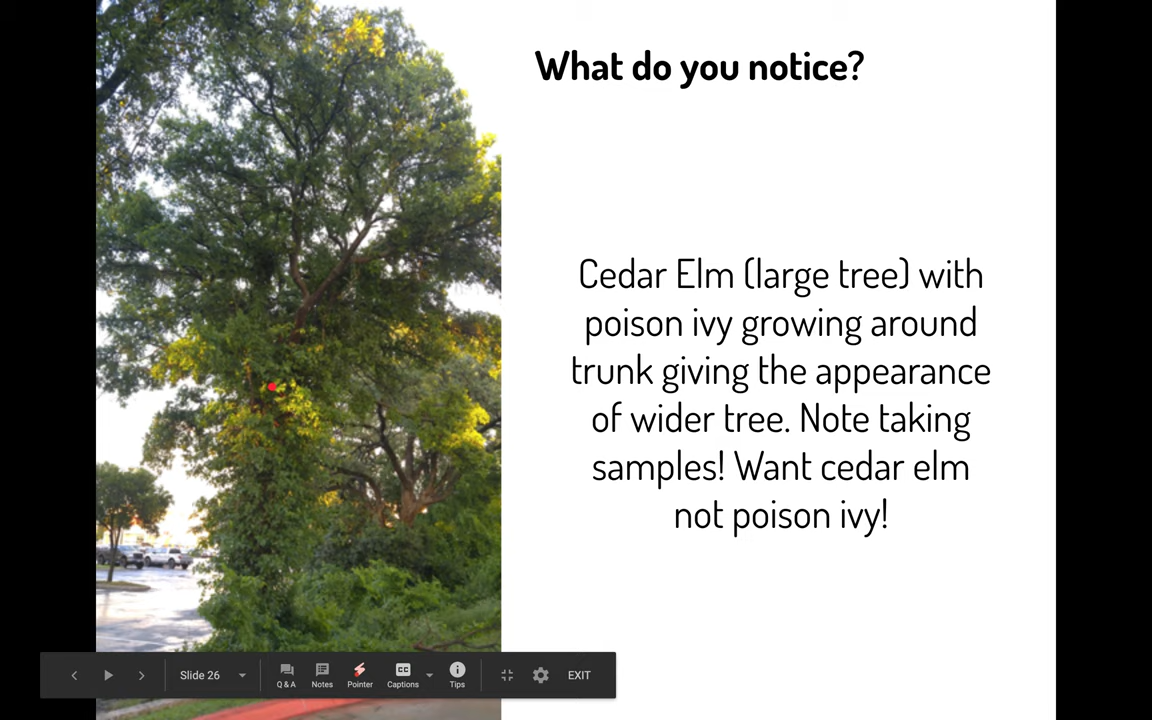 What do you notice?
Cedar Elm (large tree) with
poison ivy growing around
trunk giving the appearance
of wider tree. Note taking
samples! Want cedar elm
not poison ivy!
Slide 26
Q & A
Notes
Pointer
CC
Captions
Tips
EXIT